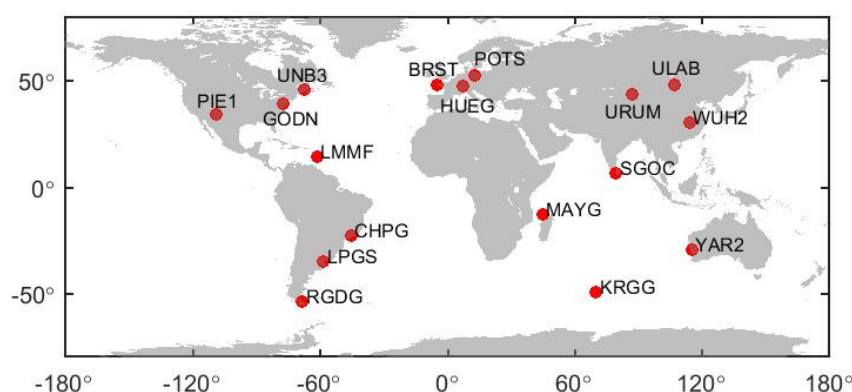 50°
0°
-50°
-180° -120° -60° 0° 60° 120° 180°
UNB3
PIE1
GODN
LMMF
CHPG
LPGS
RGDG
BRST
POTS
HUEG
ULAB
URUM
WUH2
SGOC
MAYG
YAR2
KRGG